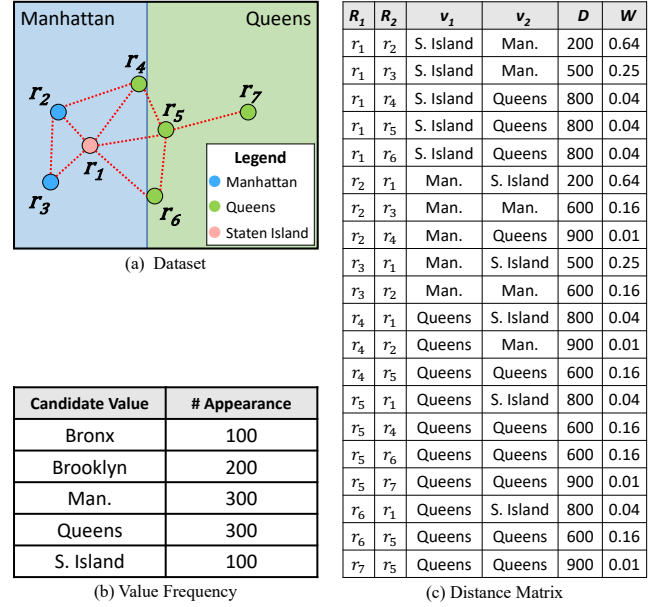 Manhattan Queens
r4
r2
r7
r5
r1
r3
r6
Legend
Manhattan
Queens
Staten Island
(a) Dataset
Candidate Value # Appearance
Bronx 100
Brooklyn 200
Man. 300
Queens 300
S. Island 100
(b) Value Frequency
R1 R2 v1 v2 D W
r1 r2 S. Island Man. 200 0.64
r1 r3 S. Island Man. 500 0.25
r1 r4 S. Island Queens 800 0.04
r1 r5 S. Island Queens 800 0.04
r1 r6 S. Island Queens 800 0.04
r2 r1 Man. S. Island 200 0.64
r2 r3 Man. Man. 600 0.16
r2 r4 Man. Queens 900 0.01
r3 r1 Man. S. Island 500 0.25
r3 r2 Man. Man. 600 0.16
r4 r1 Queens S. Island 800 0.04
r4 r2 Queens Man. 900 0.01
r4 r5 Queens Queens 600 0.16
r5 r1 Queens S. Island 800 0.04
r5 r4 Queens Queens 600 0.16
r5 r6 Queens Queens 600 0.16
r5 r7 Queens Queens 900 0.01
r6 r1 Queens S. Island 800 0.04
r6 r5 Queens Queens 600 0.16
r7 r5 Queens Queens 900 0.01
(c) Distance Matrix